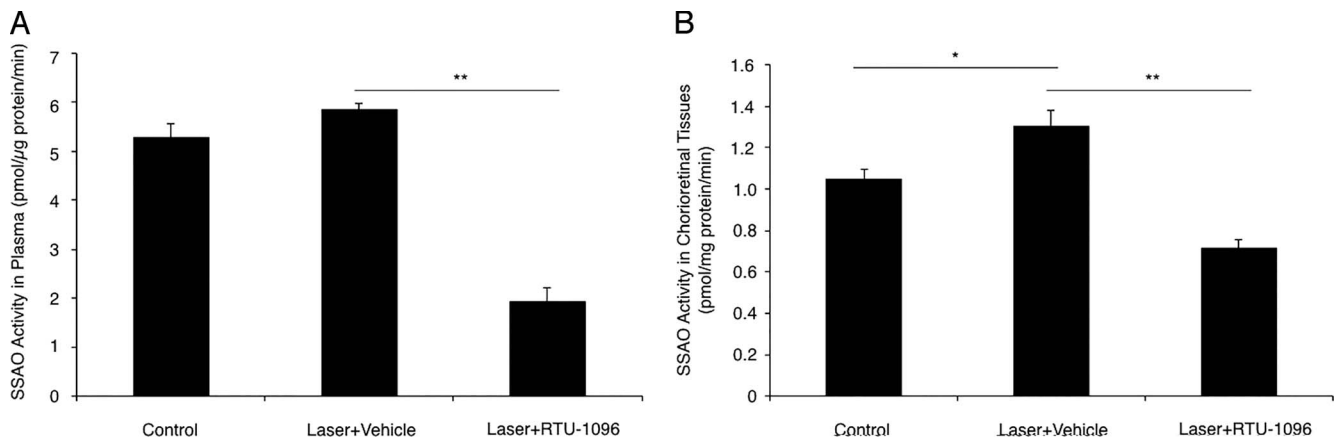 A
SSAO Activity in Plasma (pmol/µg protein/min)
7
6
5
4
3
2
1
0
**
Control
Laser+Vehicle
Laser+RTU-1096
B
SSAO Activity in Chorioretinal Tissues
(pmol/mg protein/min)
1.6
1.4
1.2
1.0
0.8
0.6
0.4
0.2
0
*
**
Control
Laser+Vehicle
Laser+RTU-1096